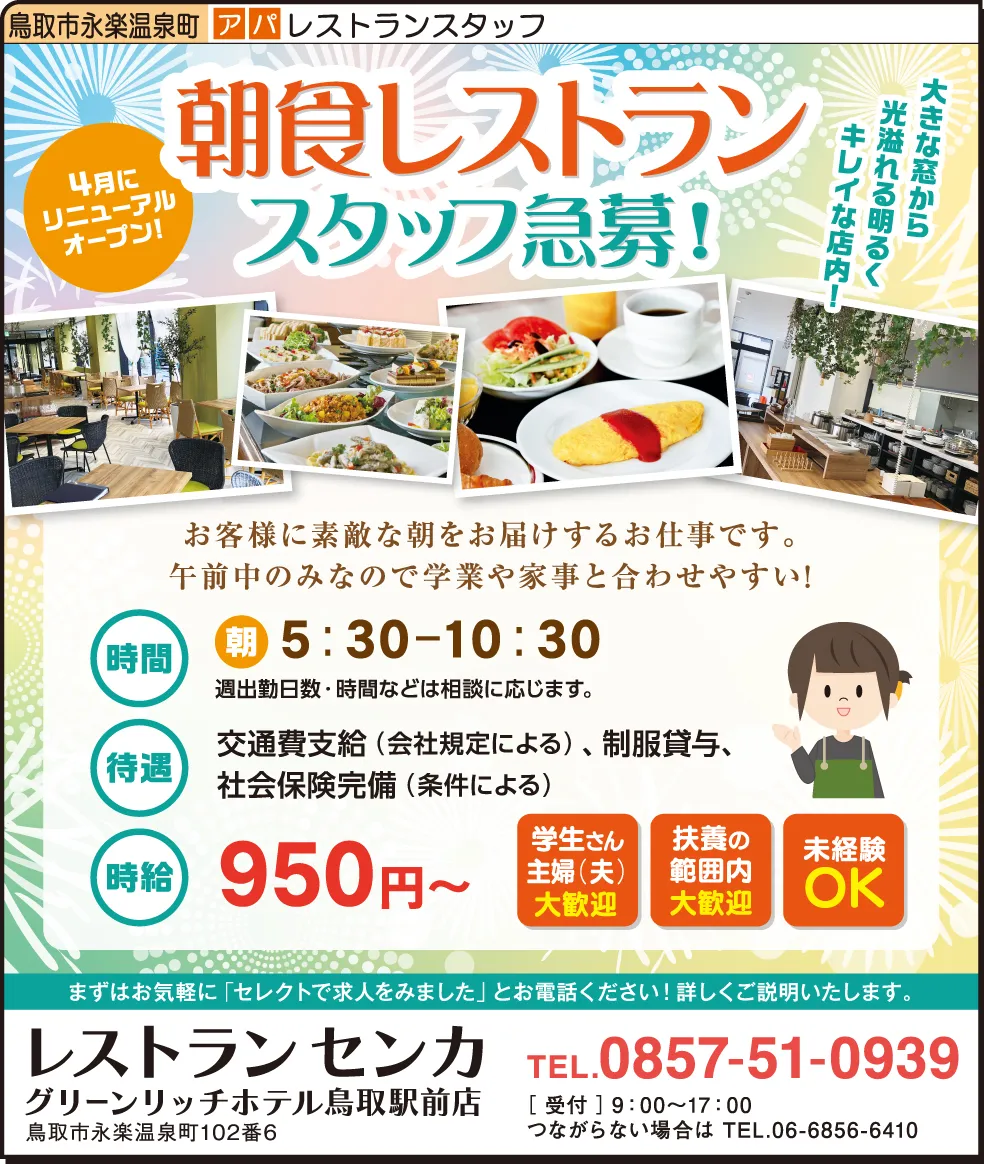 鳥取市永楽温泉町 アパ レストランスタッフ
朝食レストラン
スタッフ急募！
4月に
リニューアル
オープン！
大きな窓から
光溢れる明るく
キレイな店内！
お客様に素敵な朝をお届けするお仕事です。
午前中のみなので学業や家事と合わせやすい！
時間
朝 5：30−10：30
週出勤日数・時間などは相談に応じます。
待遇
交通費支給（会社規定による）、制服貸与、
社会保険完備（条件による）
時給
950円〜
学生さん
主婦（夫）
大歓迎
扶養の
範囲内
大歓迎
未経験
OK
まずはお気軽に「セレクトで求人をみました」とお電話ください！詳しくご説明いたします。
レストラン センカ
グリーンリッチホテル鳥取駅前店
鳥取市永楽温泉町102番6
TEL.0857-51-0939
［ 受付 ］9：00〜17：00
つながらない場合は TEL.06-6856-6410